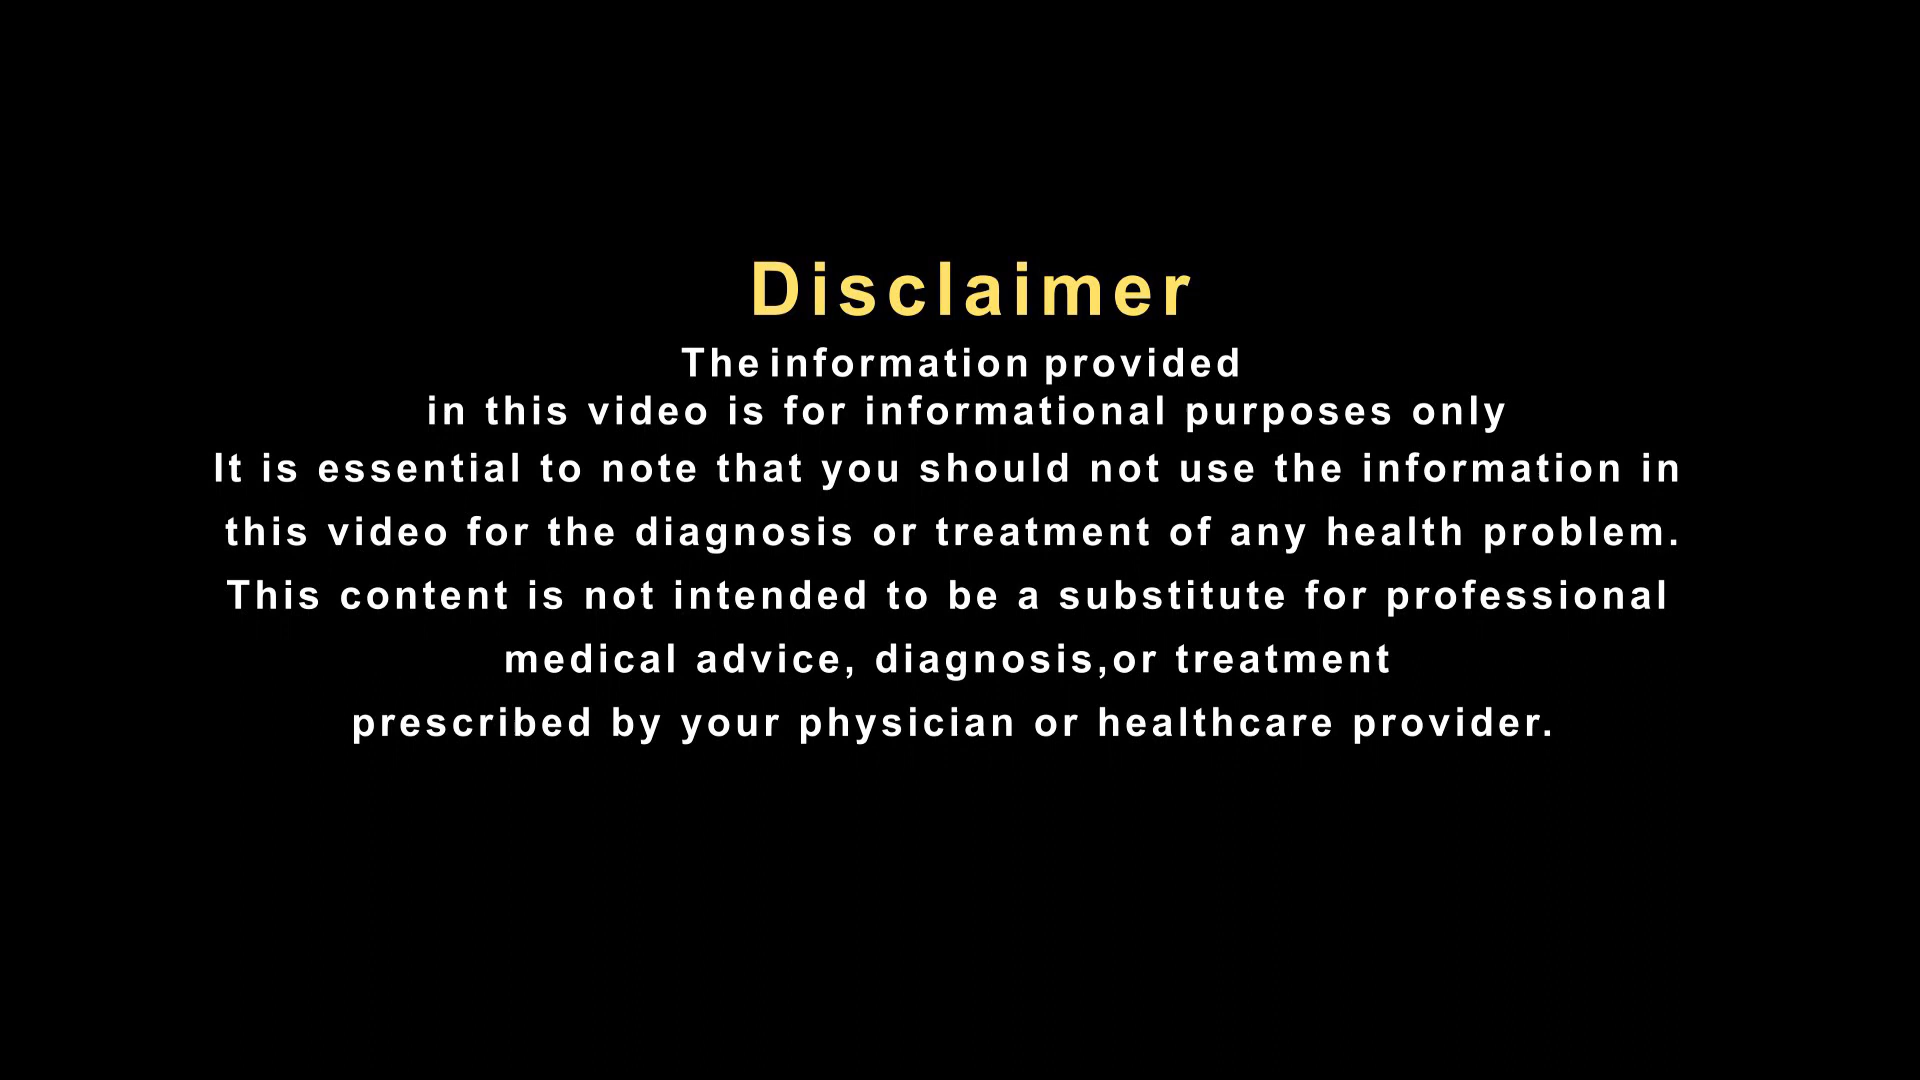 Disclaimer
The information provided
in this video is for informational purposes only
It is essential to note that you should not use the information in
this video for the diagnosis or treatment of any health problem.
This content is not intended to be a substitute for professional
medical advice, diagnosis,or treatment
prescribed by your physician or healthcare provider.